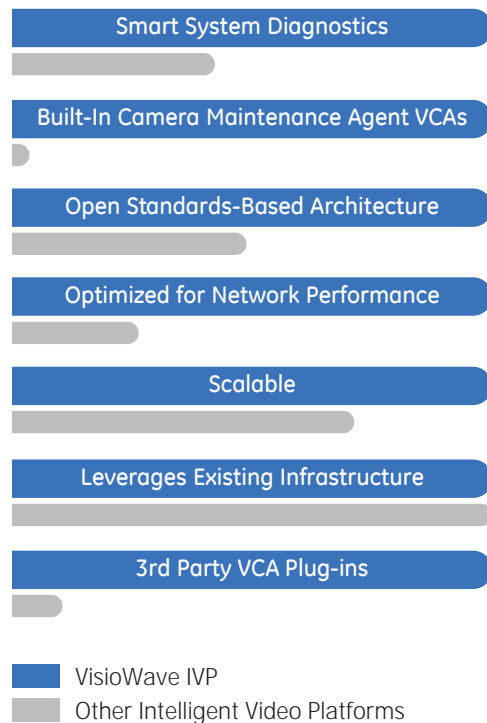 Smart System Diagnostics
Built-In Camera Maintenance Agent VCAs
Open Standards-Based Architecture
Optimized for Network Performance
Scalable
Leverages Existing Infrastructure
3rd Party VCA Plug-ins
VisioWave IVP
Other Intelligent Video Platforms